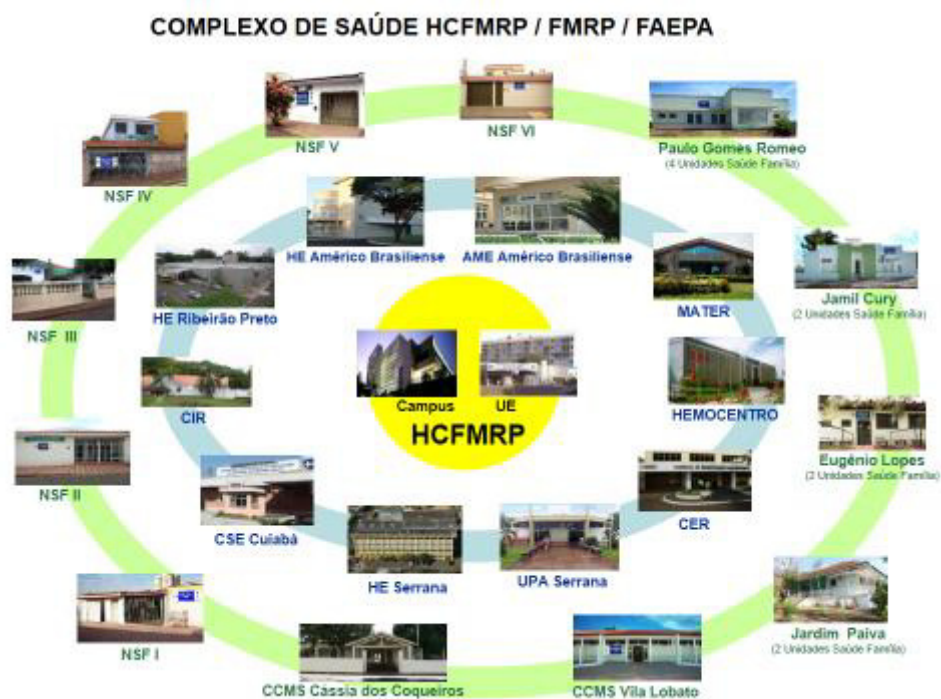 COMPLEXO DE SAÚDE HCFMRP / FMRP / FAEPA
NSF IV
NSF V
NSF VI
Paulo Gomes Romeo
(4 Unidades Saúde Família)
HE Américo Brasiliense
AME Américo Brasiliense
NSF III
HE Ribeirão Preto
MATER
Jamil Cury
(2 Unidades Saúde Família)
CIR
Campus
UE
HCFMRP
HEMOCENTRO
NSF II
Eugênio Lopes
(2 Unidades Saúde Família)
CSE Cuiabá
HE Serrana
UPA Serrana
CER
NSF I
CCMS Cássia dos Coqueiros
CCMS Vila Lobato
Jardim Paiva
(2 Unidades Saúde Família)